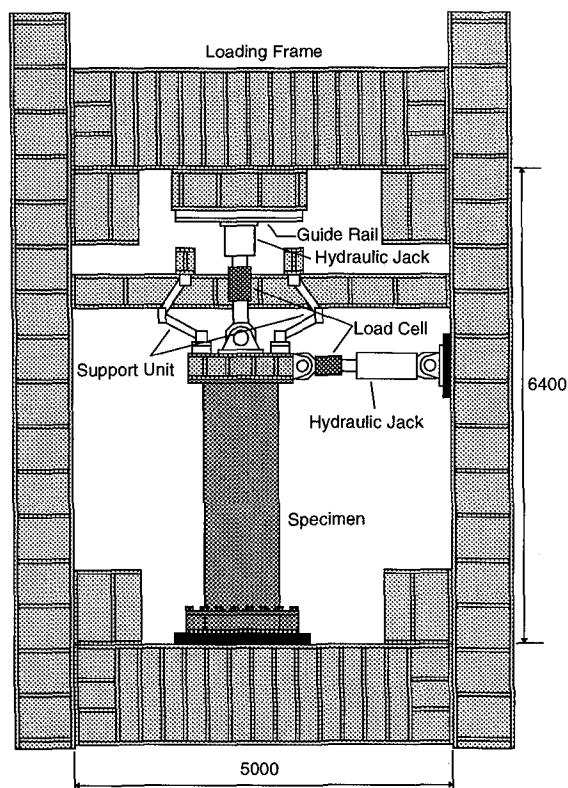 Loading Frame
Guide Rail
Hydraulic Jack
Load Cell
Support Unit
6400
Hydraulic Jack
Specimen
5000